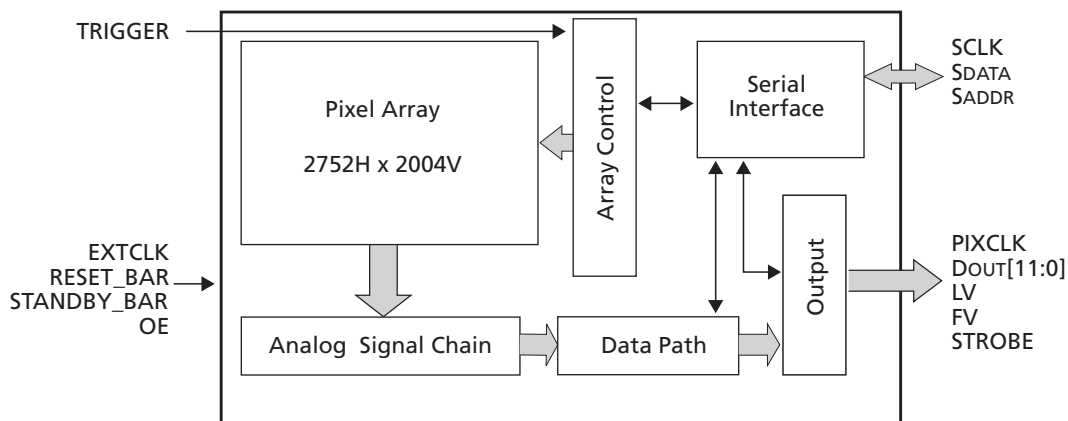 TRIGGER
Pixel Array
2752H x 2004V
Array Control
Serial
Interface
SCLK
SDATA
SADDR
EXTCLK
RESET_BAR
STANDBY_BAR
OE
Analog Signal Chain
Data Path
Output
PIXCLK
DOUT[11:0]
LV
FV
STROBE